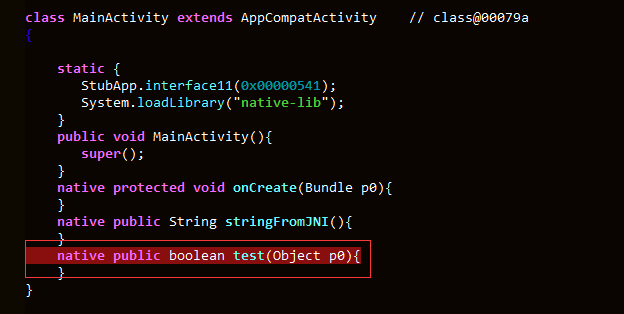 class MainActivity extends AppCompatActivity    // class@00079a
{
    static {
       StubApp.interface11(0x00000541);
       System.loadLibrary("native-lib");
    }
    public void MainActivity(){
       super();
    }
    native protected void onCreate(Bundle p0){
    }
    native public String stringFromJNI(){
    }
    native public boolean test(Object p0){
    }
}